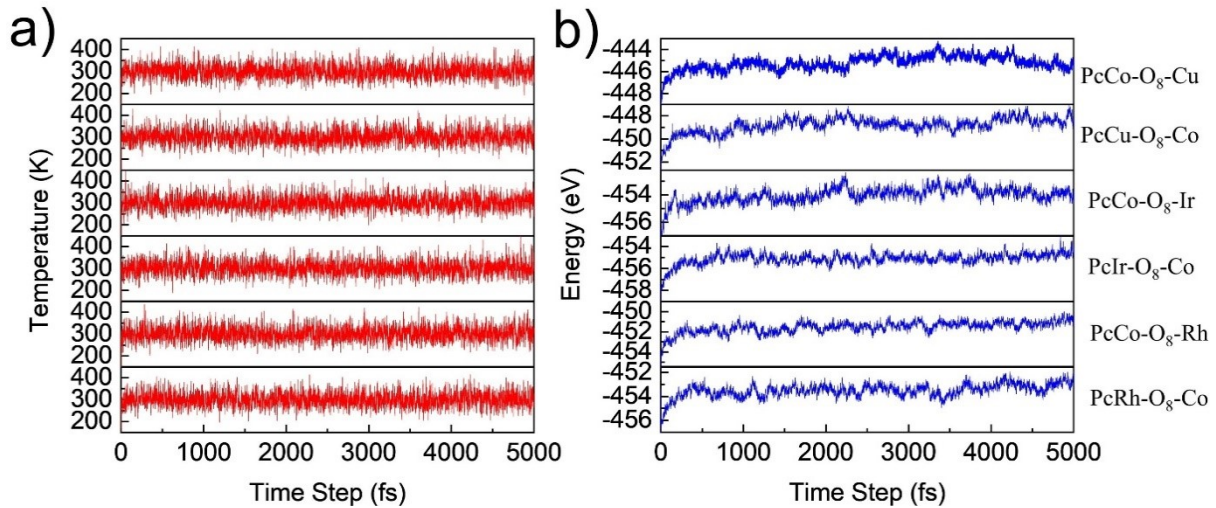 a)
Temperature (K)
400
300
200
400
300
200
400
300
200
400
300
200
400
300
200
400
300
200
0 1000 2000 3000 4000 5000
Time Step (fs)
b)
Energy (eV)
-444
-446
-448
-450
-452
-454
-456
-454
-456
-458
-450
-452
-454
-452
-454
-456
0 1000 2000 3000 4000 5000
Time Step (fs)
PcCo-O₈-Cu
PcCu-O₈-Co
PcCo-O₈-Ir
PcIr-O₈-Co
PcCo-O₈-Rh
PcRh-O₈-Co